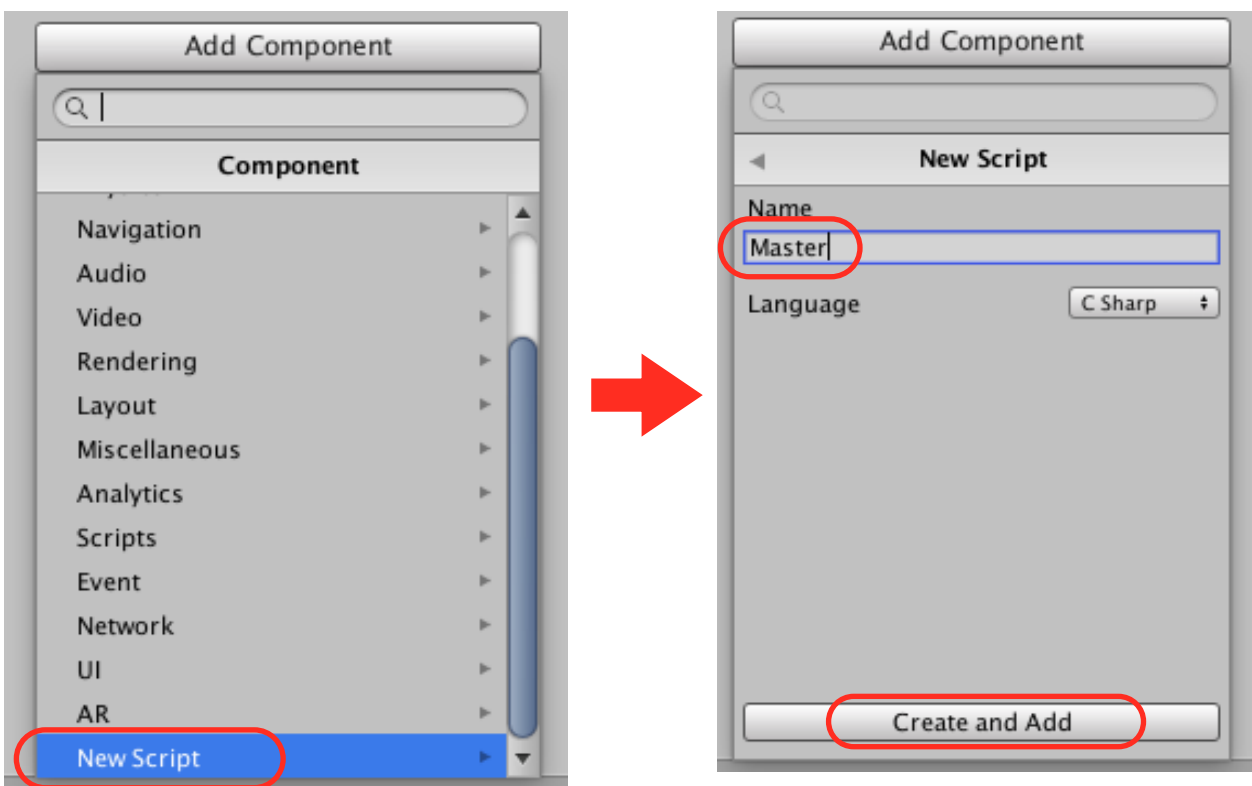 Add Component
Component
Navigation
Audio
Video
Rendering
Layout
Miscellaneous
Analytics
Scripts
Event
Network
UI
AR
New Script
Add Component
New Script
Name
Master
Language C Sharp
Create and Add